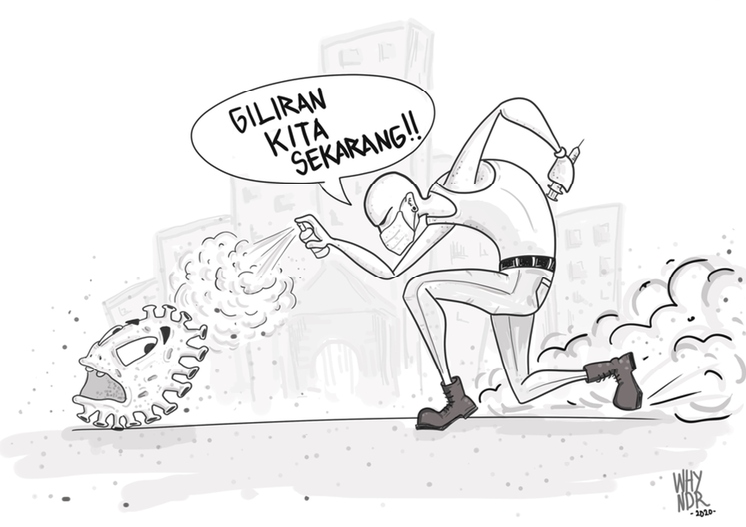 GILIRAN
KITA
SEKARANG!!
WHY
NDR
-2020-